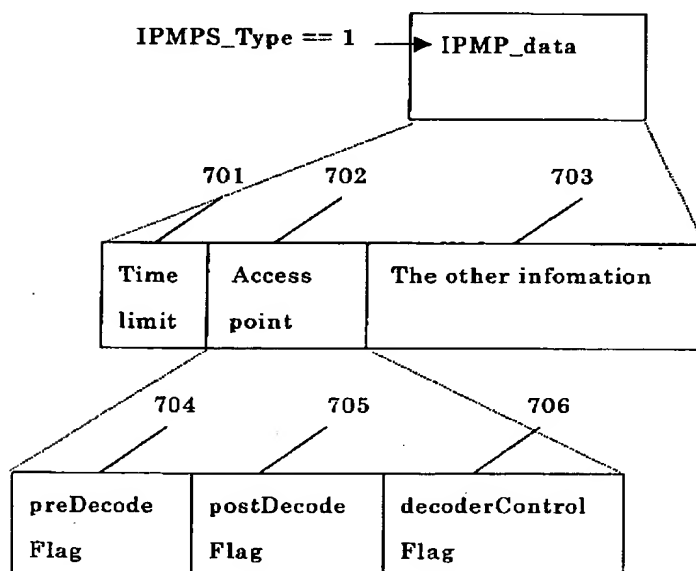 IPMPS_Type == 1
IPMP_data
701
702
703
Time
limit
Access
point
The other infomation
704
705
706
preDecode
Flag
postDecode
Flag
decoderControl
Flag